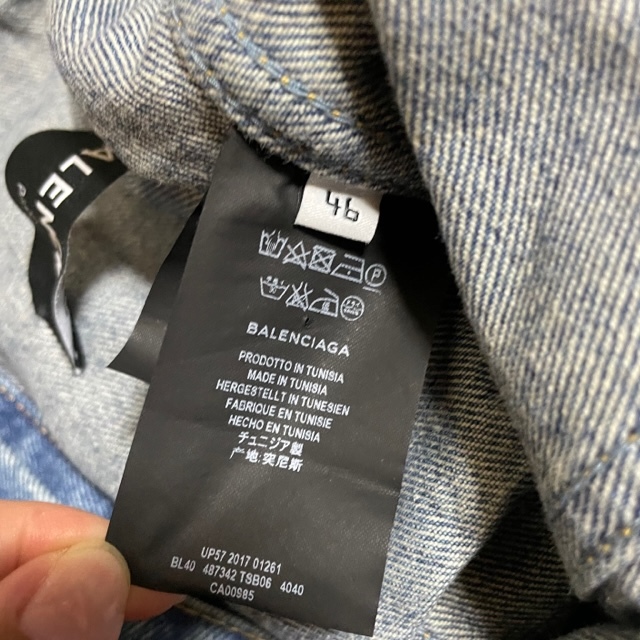 BALEN
46
BALENCIAGA
PRODOTTO IN TUNISIA
MADE IN TUNISIA
HERGESTELLT IN TUNESIEN
FABRIQUE EN TUNISIE
HECHO EN TUNISIA
チュニジア製
产地:突尼斯
UP57 2017 01261
BL40 487342 TSB06 4040
CA00985